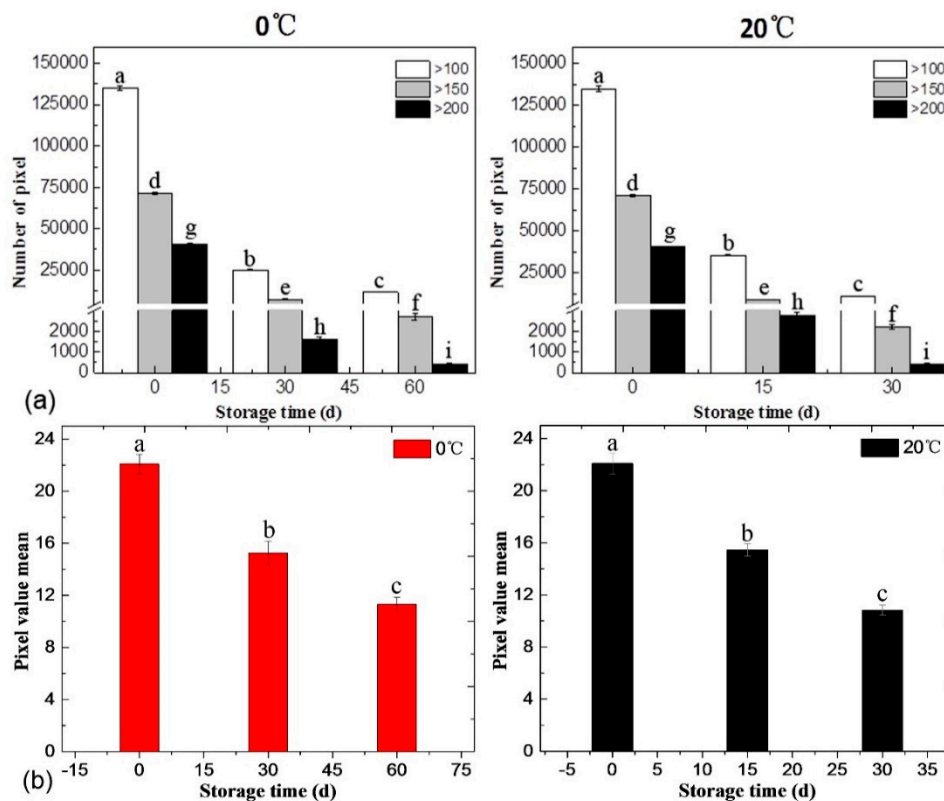 0℃
20℃
150000
125000
100000
75000
50000
25000
2000
1000
0
Number of pixel
a
d
g
b
e
h
c
f
i
>100
>150
>200
0 15 30 45 60
Storage time (d)
(a)
150000
125000
100000
75000
50000
25000
2000
1000
0
Number of pixel
a
d
g
b
e
h
c
f
i
>100
>150
>200
0 15 30
Storage time (d)
24
20
16
12
8
4
0
Pixel value mean
a
b
c
0℃
-15 0 15 30 45 60 75
Storage time (d)
(b)
24
20
16
12
8
4
0
Pixel value mean
a
b
c
20℃
-5 0 5 10 15 20 25 30 35
Storage time (d)